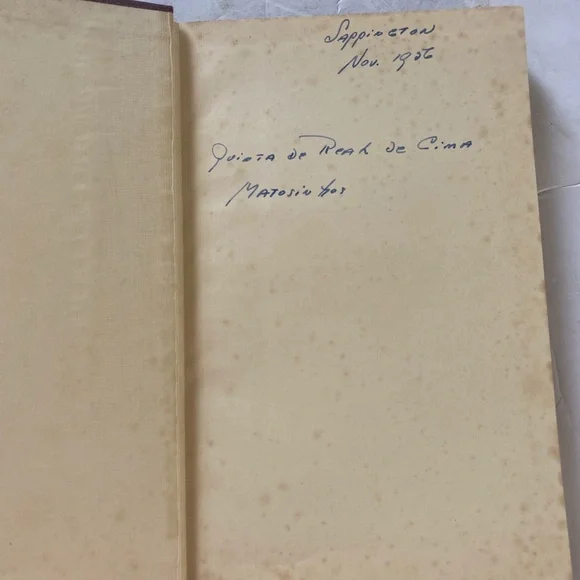 Sappington
Nov. 1956
Quinta de Real de Cima
Matosinhos